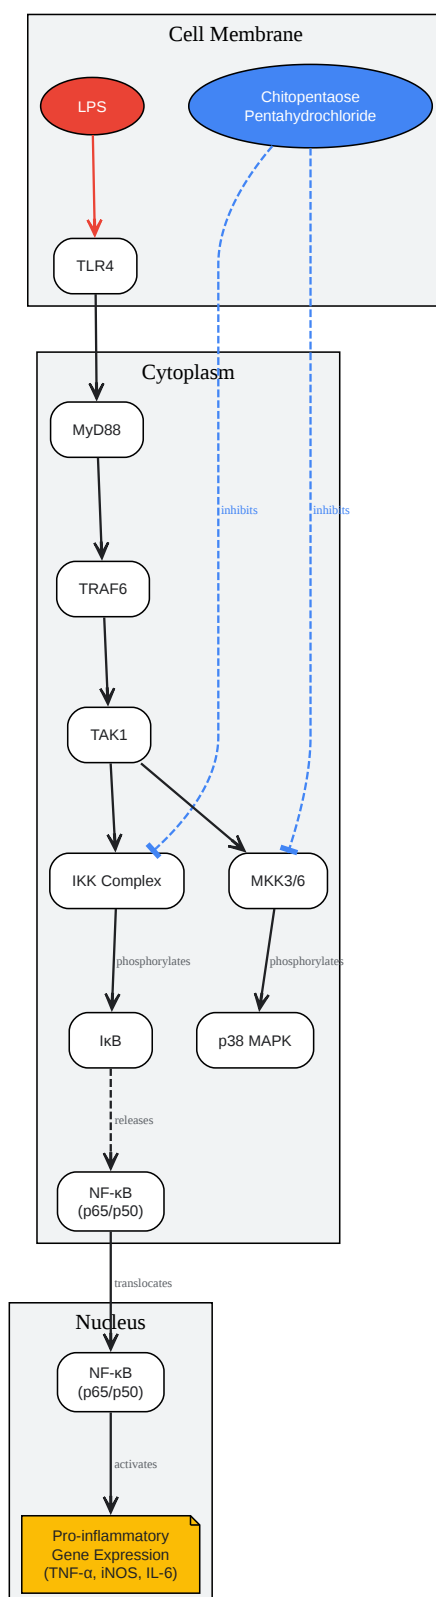 Cell Membrane
LPS
Chitopentaose
Pentahydrochloride
TLR4
Cytoplasm
MyD88
inhibits
inhibits
TRAF6
TAK1
IKK Complex
MKK3/6
phosphorylates
phosphorylates
IκB
p38 MAPK
releases
NF-κB
(p65/p50)
translocates
Nucleus
NF-κB
(p65/p50)
activates
Pro-inflammatory
Gene Expression
(TNF-α, iNOS, IL-6)